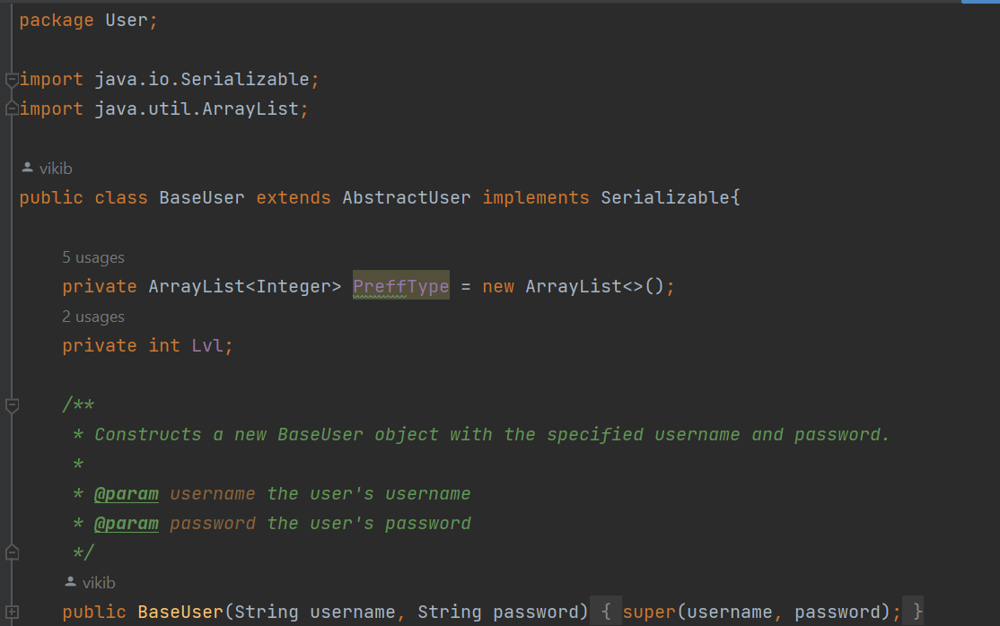 package User;
import java.io.Serializable;
import java.util.ArrayList;
vikib
public class BaseUser extends AbstractUser implements Serializable{
5 usages
private ArrayList<Integer> PreffType = new ArrayList<>();
2 usages
private int Lvl;
/**
* Constructs a new BaseUser object with the specified username and password.
*
* @param username the user's username
* @param password the user's password
*/
vikib
public BaseUser(String username, String password) { super(username, password); }